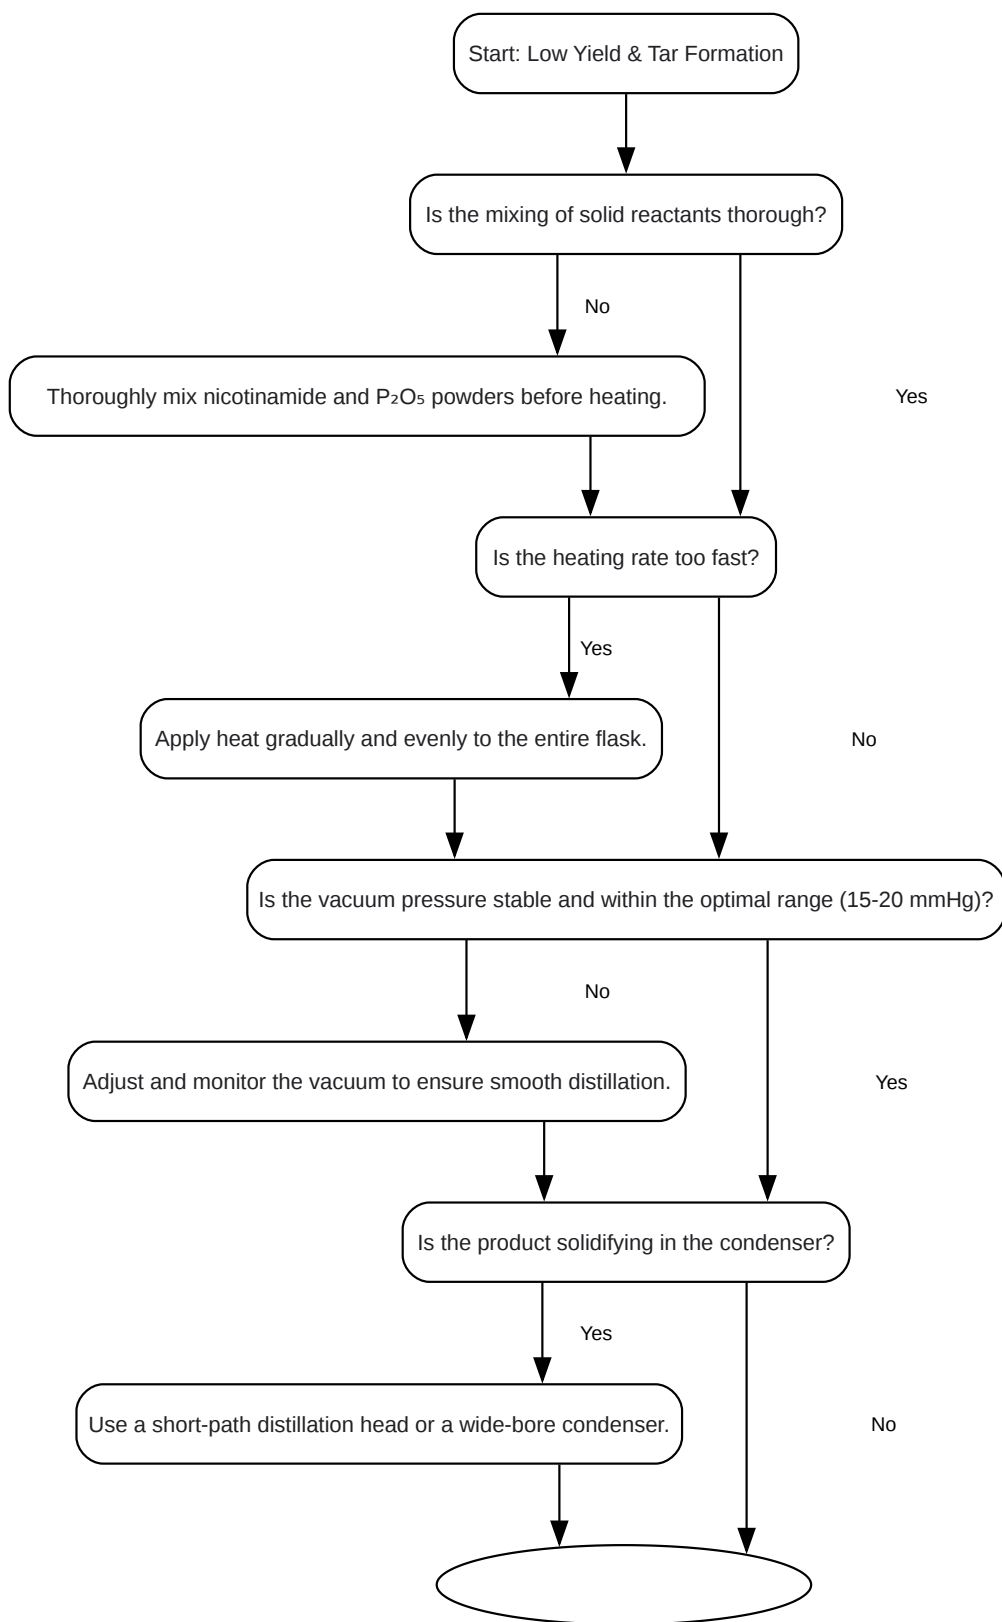 Start: Low Yield & Tar Formation
Is the mixing of solid reactants thorough?
No
Thoroughly mix nicotinamide and P₂O₅ powders before heating.
Yes
Is the heating rate too fast?
Yes
Apply heat gradually and evenly to the entire flask.
No
Is the vacuum pressure stable and within the optimal range (15-20 mmHg)?
No
Adjust and monitor the vacuum to ensure smooth distillation.
Yes
Is the product solidifying in the condenser?
Yes
Use a short-path distillation head or a wide-bore condenser.
No